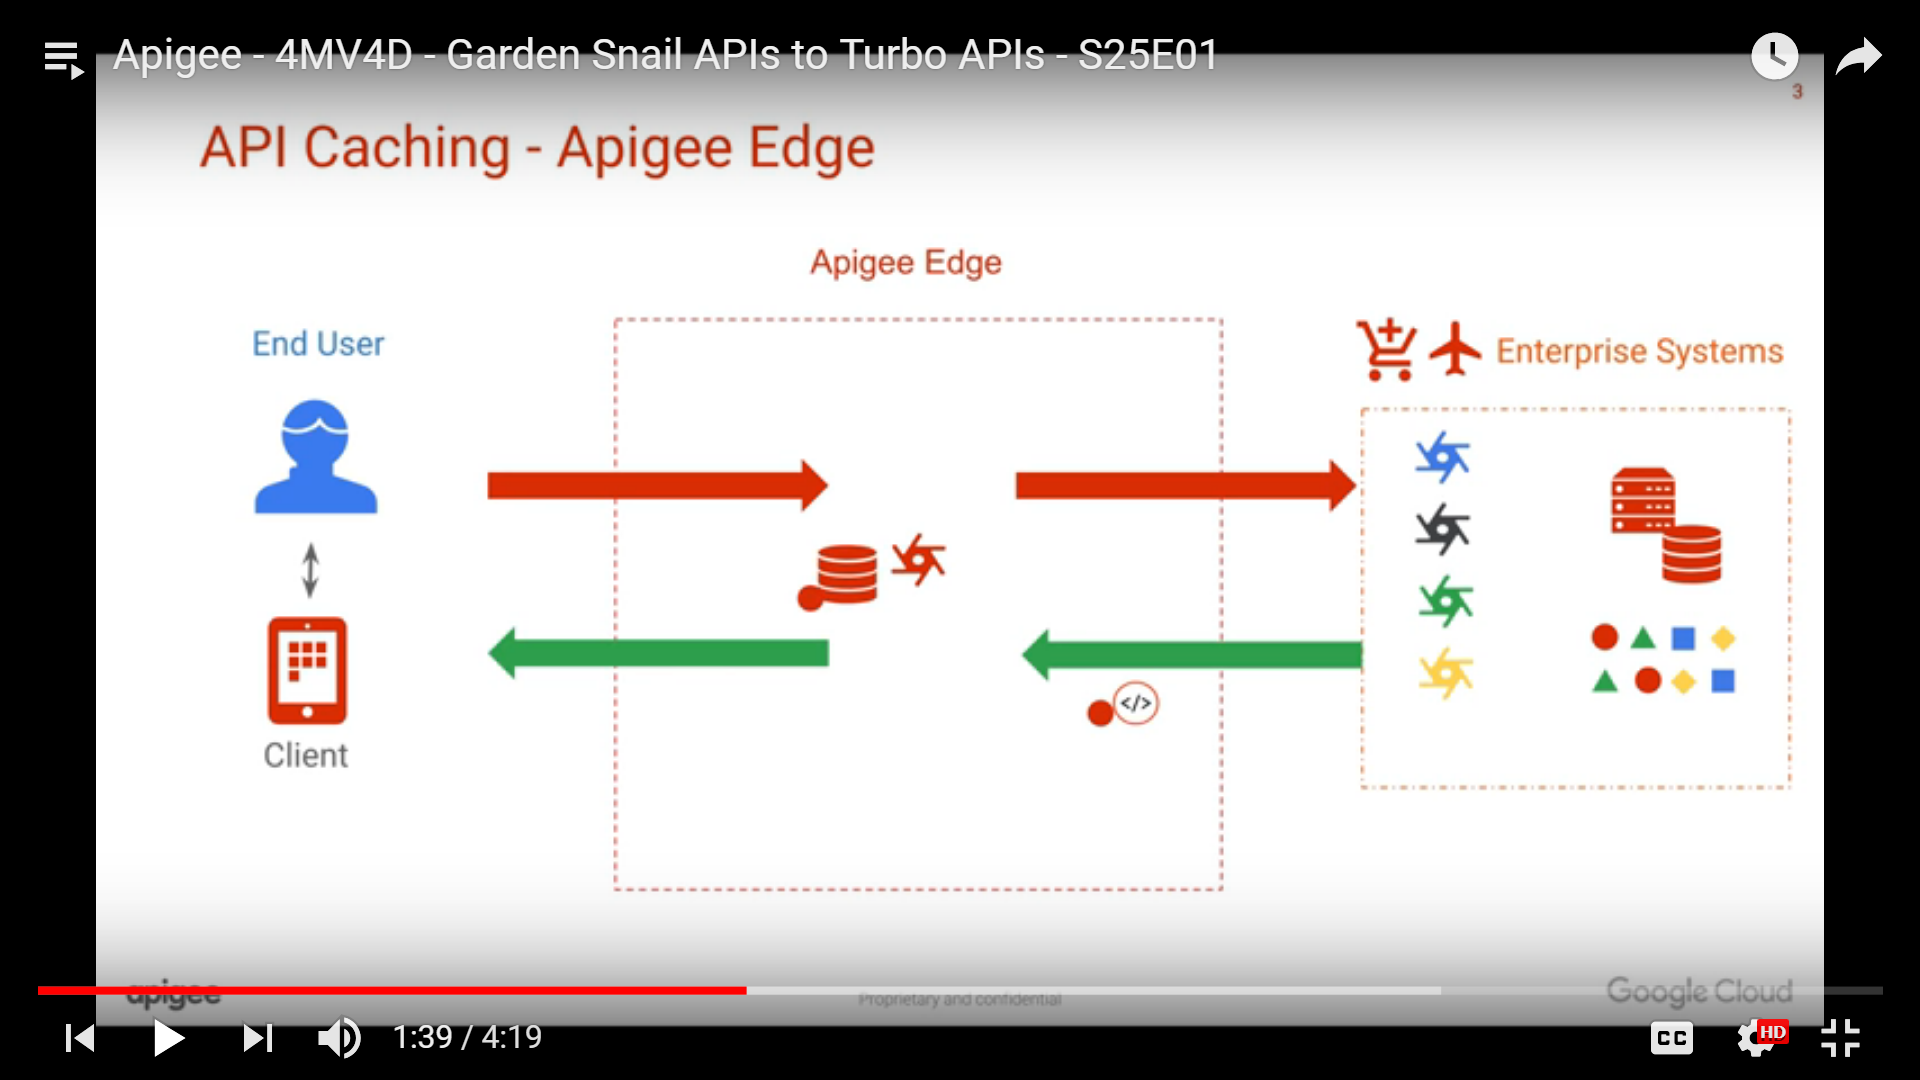 Apigee - 4MV4D - Garden Snail APIs to Turbo APIs - S25E01
3
API Caching - Apigee Edge
Apigee Edge
End User
Enterprise Systems
</>
Client
apigee
Proprietary and confidential
Google Cloud
1:39 / 4:19
CC
HD